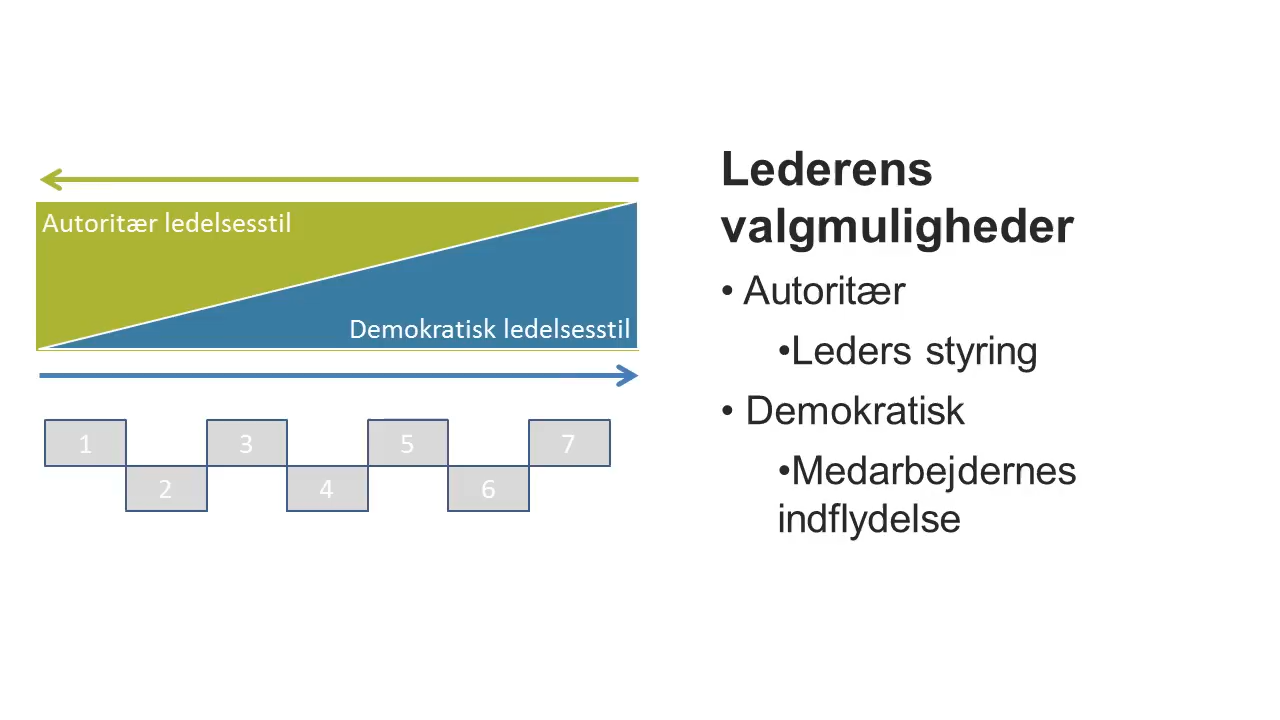 Autoritær ledelsesstil
Demokratisk ledelsesstil
1
2
3
4
5
6
7
Lederens
valgmuligheder
• Autoritær
•Leders styring
• Demokratisk
•Medarbejdernes
indflydelse